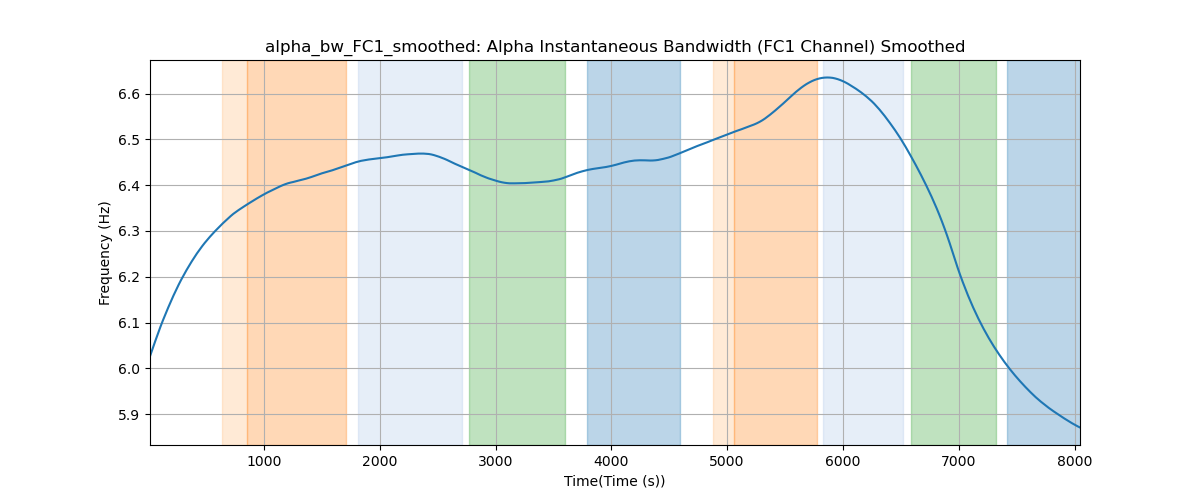 alpha_bw_FC1_smoothed: Alpha Instantaneous Bandwidth (FC1 Channel) Smoothed
Frequency (Hz)
6.6
6.5
6.4
6.3
6.2
6.1
6.0
5.9
1000 2000 3000 4000 5000 6000 7000 8000
Time(Time (s))